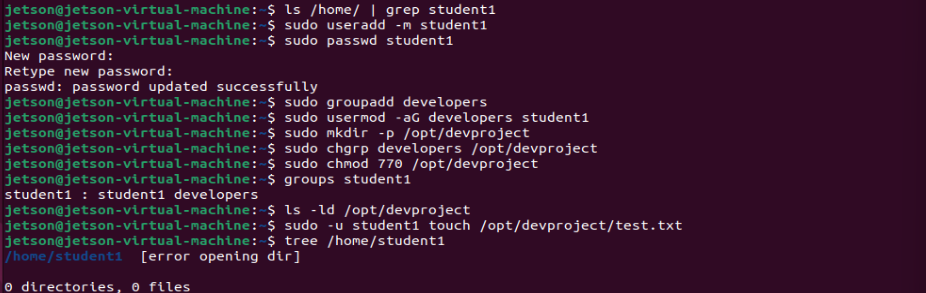 jetson@jetson-virtual-machine:~$ ls /home/ | grep student1
jetson@jetson-virtual-machine:~$ sudo useradd -m student1
jetson@jetson-virtual-machine:~$ sudo passwd student1
New password:
Retype new password:
passwd: password updated successfully
jetson@jetson-virtual-machine:~$ sudo groupadd developers
jetson@jetson-virtual-machine:~$ sudo usermod -aG developers student1
jetson@jetson-virtual-machine:~$ sudo mkdir -p /opt/devproject
jetson@jetson-virtual-machine:~$ sudo chgrp developers /opt/devproject
jetson@jetson-virtual-machine:~$ sudo chmod 770 /opt/devproject
jetson@jetson-virtual-machine:~$ groups student1
student1 : student1 developers
jetson@jetson-virtual-machine:~$ ls -ld /opt/devproject
jetson@jetson-virtual-machine:~$ sudo -u student1 touch /opt/devproject/test.txt
jetson@jetson-virtual-machine:~$ tree /home/student1
/home/student1  [error opening dir]
0 directories, 0 files